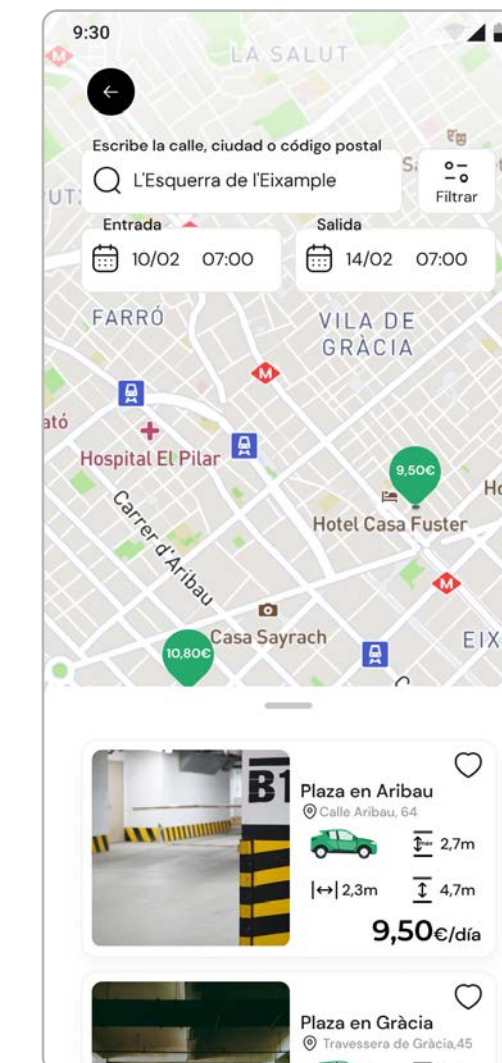 9:30
LA SALUT
Escribe la calle, ciudad o código postal
L'Esquerra de l'Eixample
Filtrar
Entrada
Salida
10/02 07:00
14/02 07:00
FARRÓ
VILA DE
GRÀCIA
M
ató
Hospital El Pilar
9,50€
Hotel Casa Fuster
Carrer d'Aribau
M
Casa Sayrach
10,80€
EIX
B1
Plaza en Aribau
Calle Aribau, 64
max
2,7m
2,3m
4,7m
9,50€/día
Plaza en Gràcia
Travessera de Gràcia,45